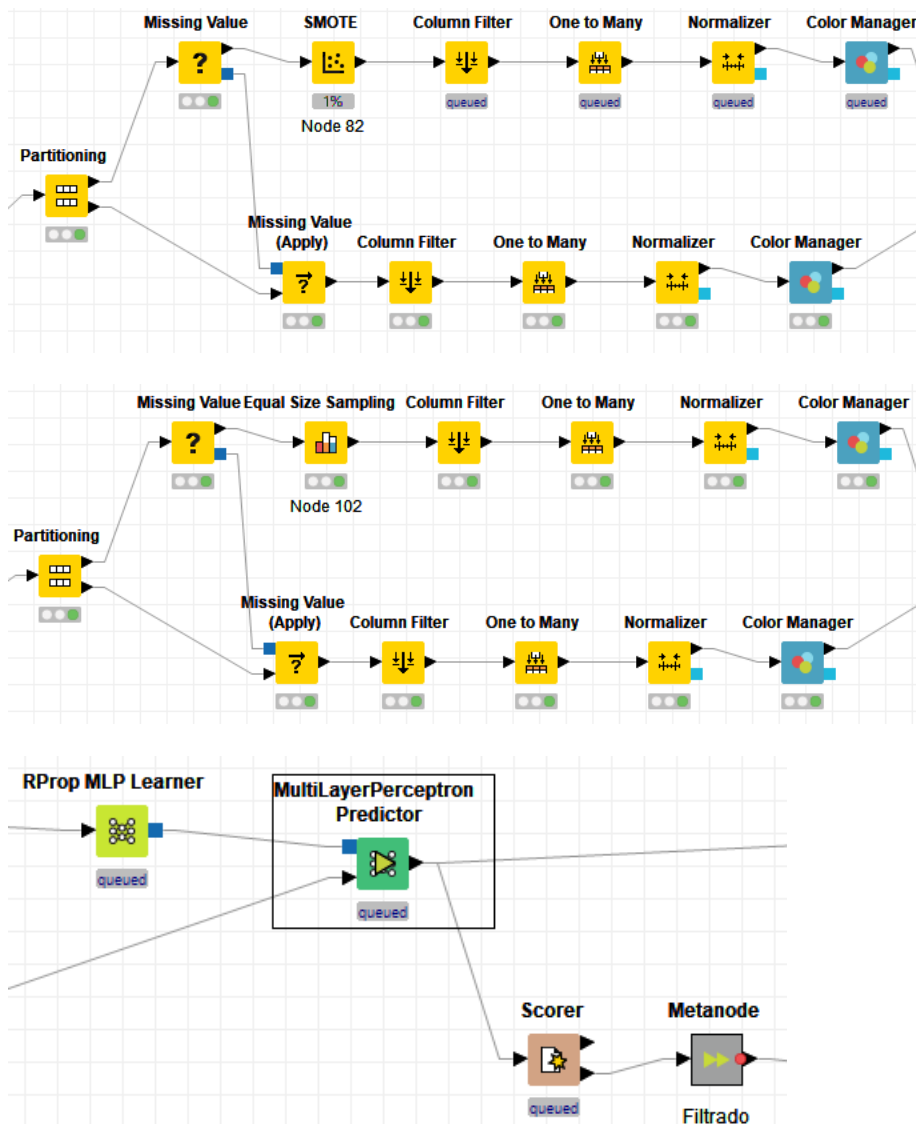 Missing Value SMOTE Column Filter One to Many Normalizer Color Manager
?
1% queued queued queued queued
Node 82
Partitioning
Missing Value
(Apply) Column Filter One to Many Normalizer Color Manager
?
Missing Value Equal Size Sampling Column Filter One to Many Normalizer Color Manager
?
Node 102
Partitioning
Missing Value
(Apply) Column Filter One to Many Normalizer Color Manager
?
RProp MLP Learner MultiLayerPerceptron
Predictor
queued
queued
Scorer Metanode
queued
Filtrado